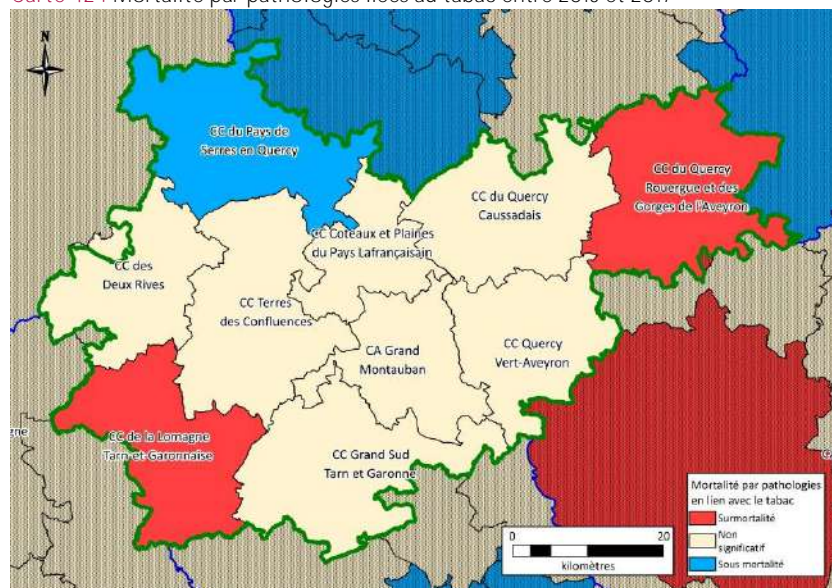 Mortalité par pathologies liées au tabac entre 2013 et 2017
N
CC du Pays de
Serres en Quercy
CC du Quercy
Rouergue et des
Gorges de l'Aveyron
CC du Quercy
Caussadais
CC Coteaux et Plaines
du Pays Lafrançaisain
CC des
Deux Rives
CC Terres
des Confluences
CA Grand
Montauban
CC Quercy
Vert-Aveyron
CC de la Lomagne
Tarn et Garonnaise
CC Grand Sud
Tarn et Garonne
Mortalité par pathologies
en lien avec le tabac
Surmortalité
Non
significatif
Sous mortalité
0 20
kilomètres